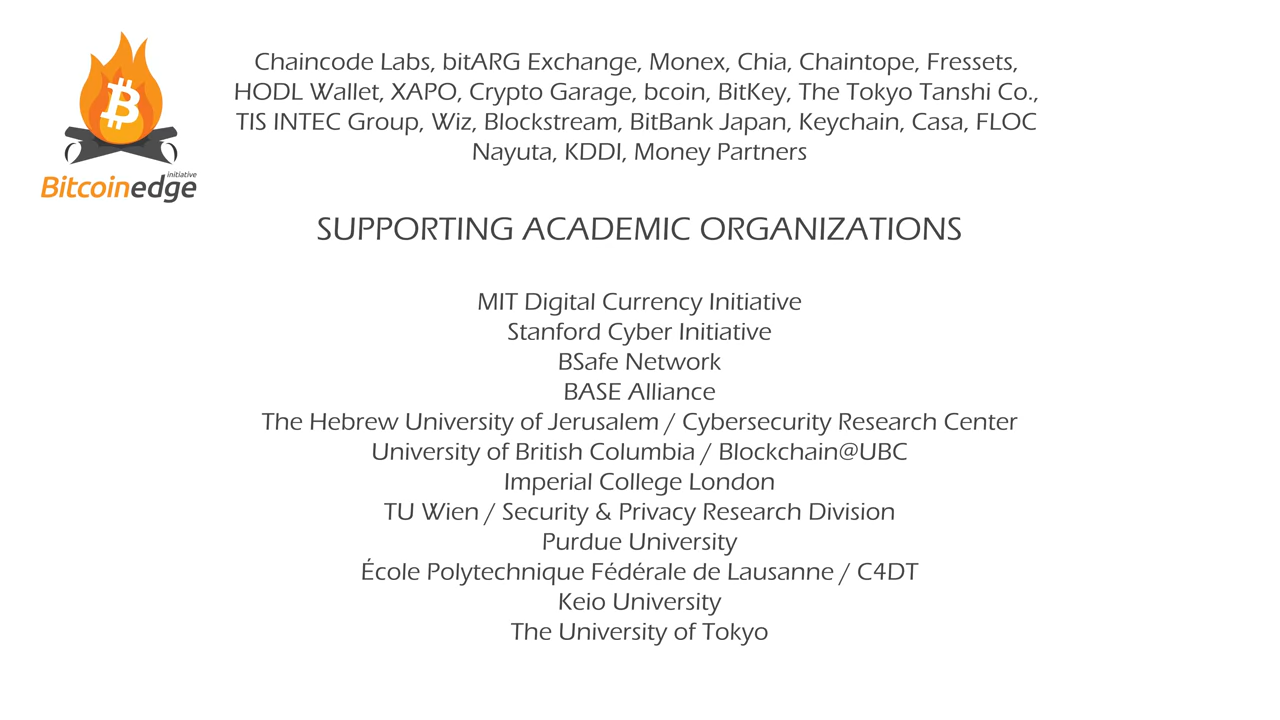 initiative
Bitcoinedge
Chaincode Labs, bitARG Exchange, Monex, Chia, Chaintope, Fressets,
HODL Wallet, XAPO, Crypto Garage, bcoin, BitKey, The Tokyo Tanshi Co.,
TIS INTEC Group, Wiz, Blockstream, BitBank Japan, Keychain, Casa, FLOC
Nayuta, KDDI, Money Partners
SUPPORTING ACADEMIC ORGANIZATIONS
MIT Digital Currency Initiative
Stanford Cyber Initiative
BSafe Network
BASE Alliance
The Hebrew University of Jerusalem / Cybersecurity Research Center
University of British Columbia / Blockchain@UBC
Imperial College London
TU Wien / Security & Privacy Research Division
Purdue University
École Polytechnique Fédérale de Lausanne / C4DT
Keio University
The University of Tokyo